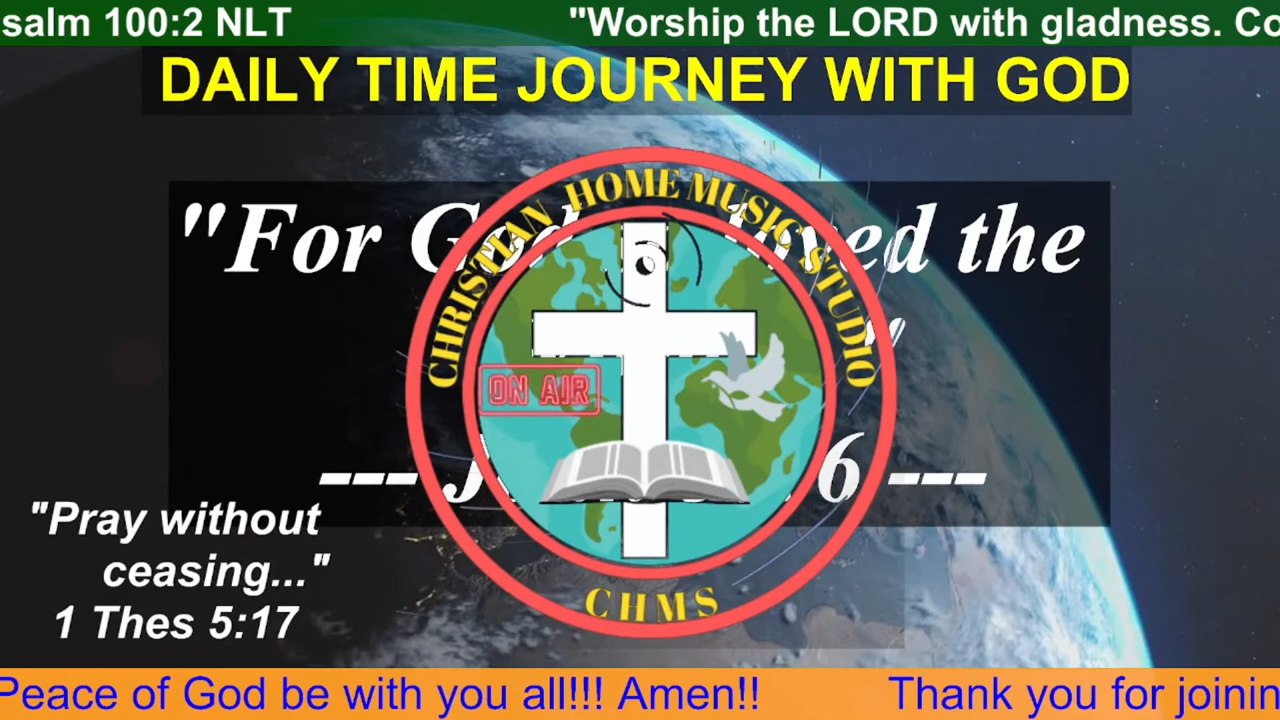 salm 100:2 NLT "Worship the LORD with gladness. Co
DAILY TIME JOURNEY WITH GOD
CHRISTIAN HOME MUSIC STUDIO
"For God loved the
ON AIR
6 ---
"Pray without
ceasing..."
1 Thes 5:17
CHMS
Peace of God be with you all!!! Amen!! Thank you for joinin